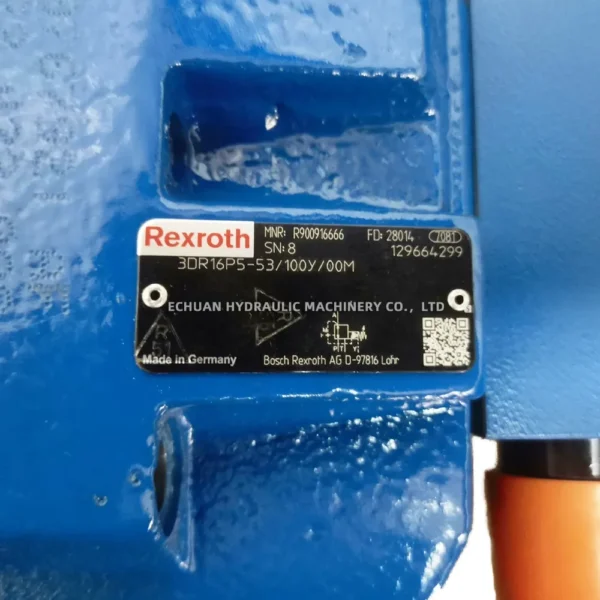 Rexroth MNR: R900916666 FD: 28014 7081
SN: 8 129664299
3DR16P5-53/100Y/00M
ECHUAN HYDRAULIC MACHINERY CO., LTD
Made in Germany Bosch Rexroth AG D-97816 Lohr